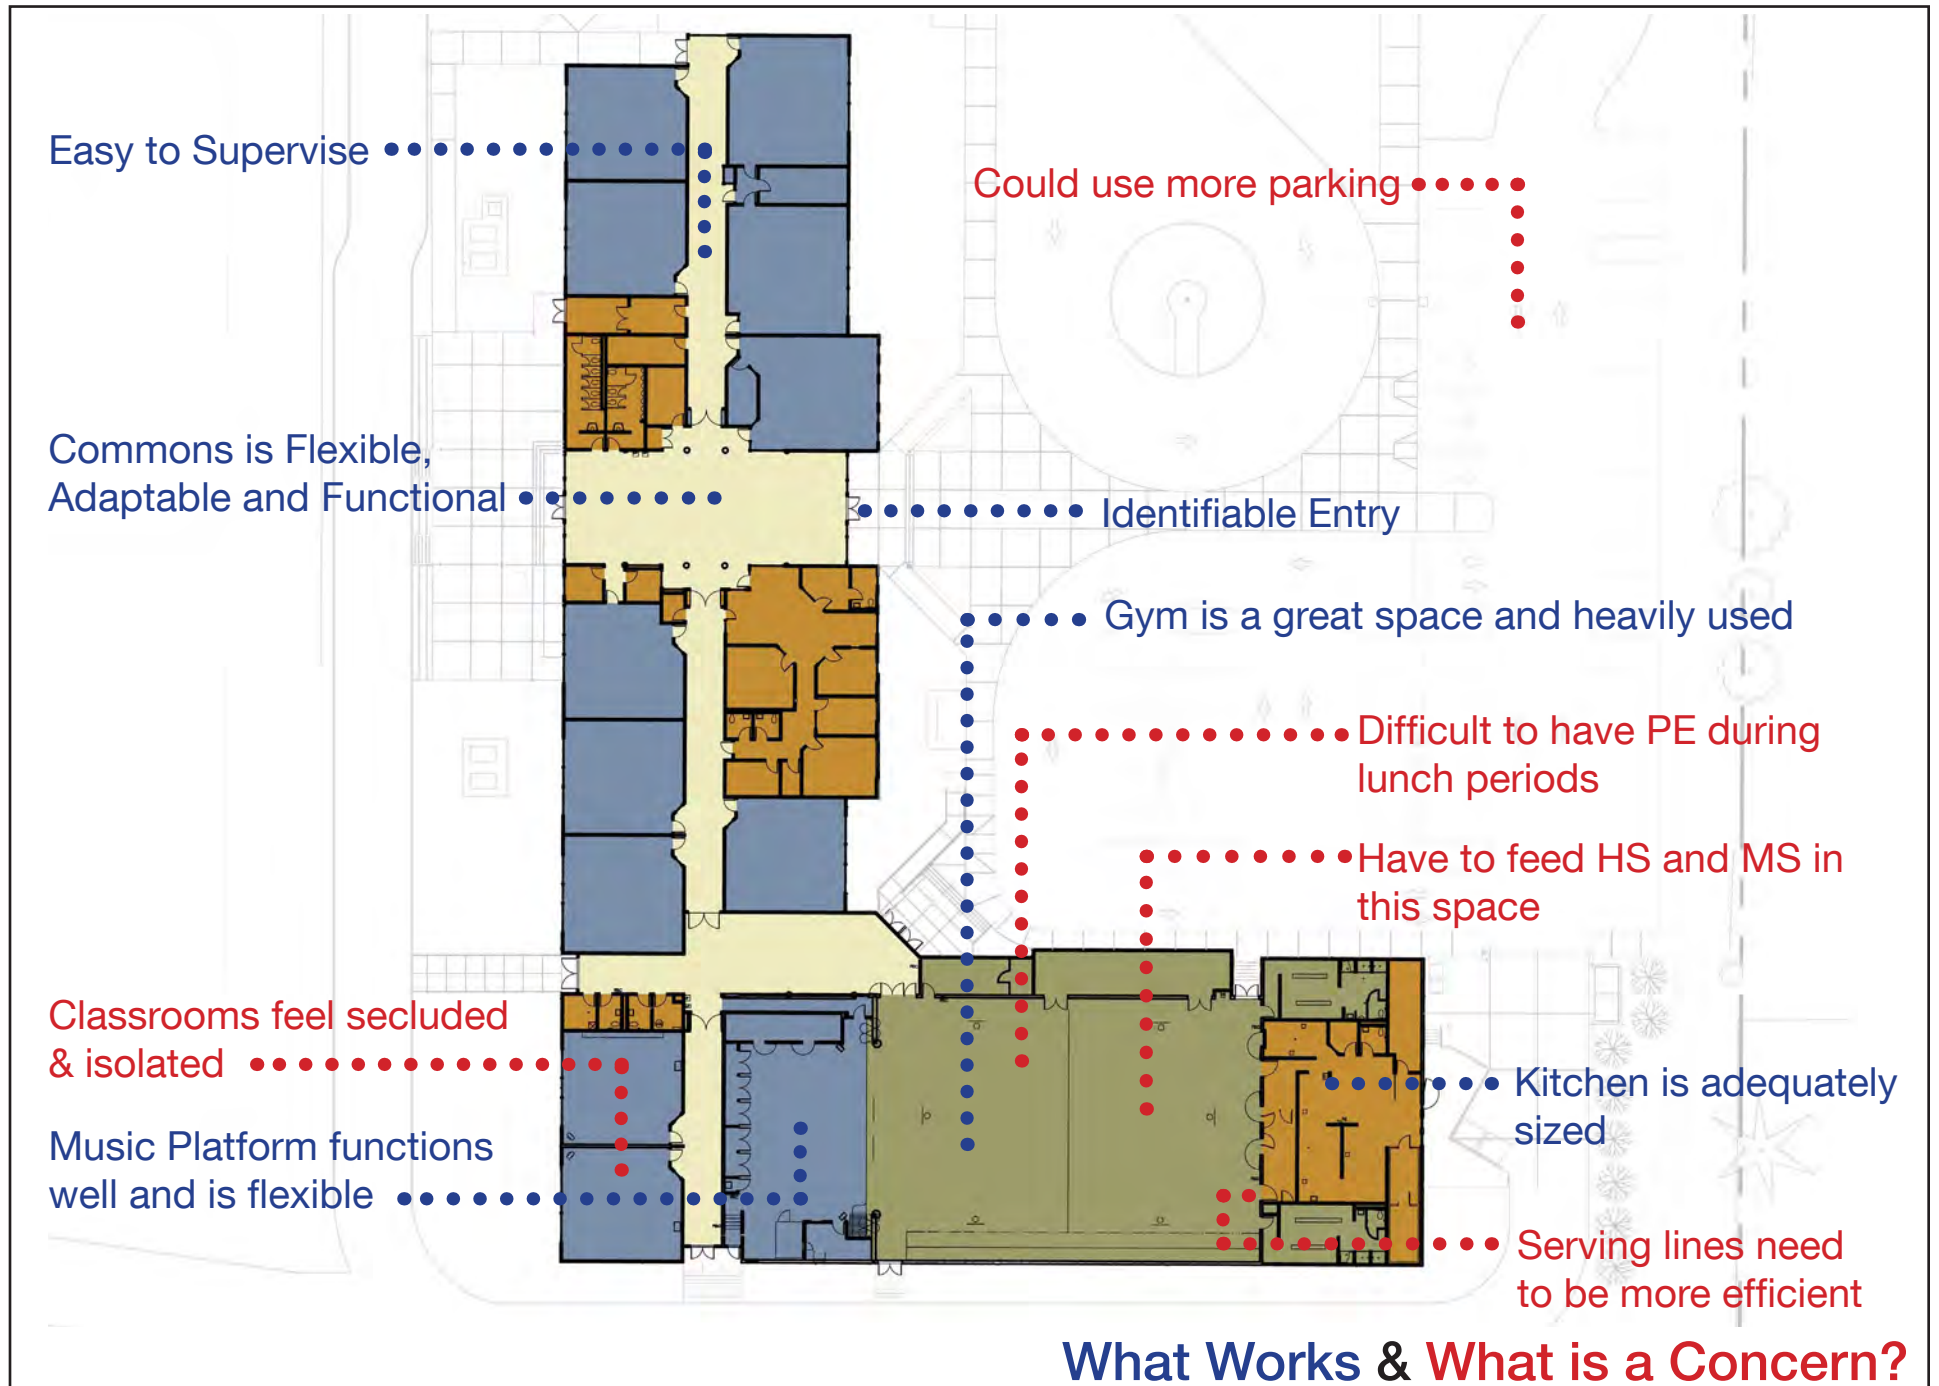 Easy to Supervise
Could use more parking
Commons is Flexible,
Adaptable and Functional
Identifiable Entry
Gym is a great space and heavily used
Difficult to have PE during
lunch periods
Have to feed HS and MS in
this space
Classrooms feel secluded
& isolated
Kitchen is adequately
sized
Music Platform functions
well and is flexible
Serving lines need
to be more efficient
What Works & What is a Concern?